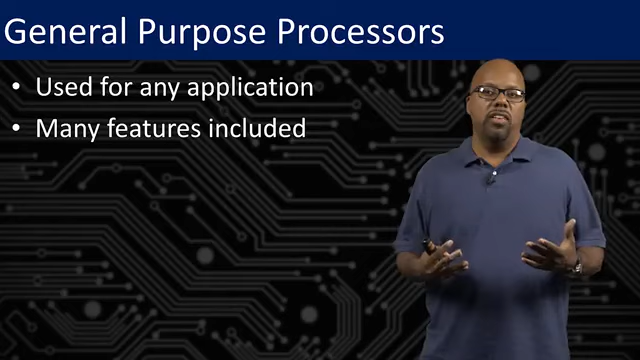 General Purpose Processors
• Used for any application
• Many features included